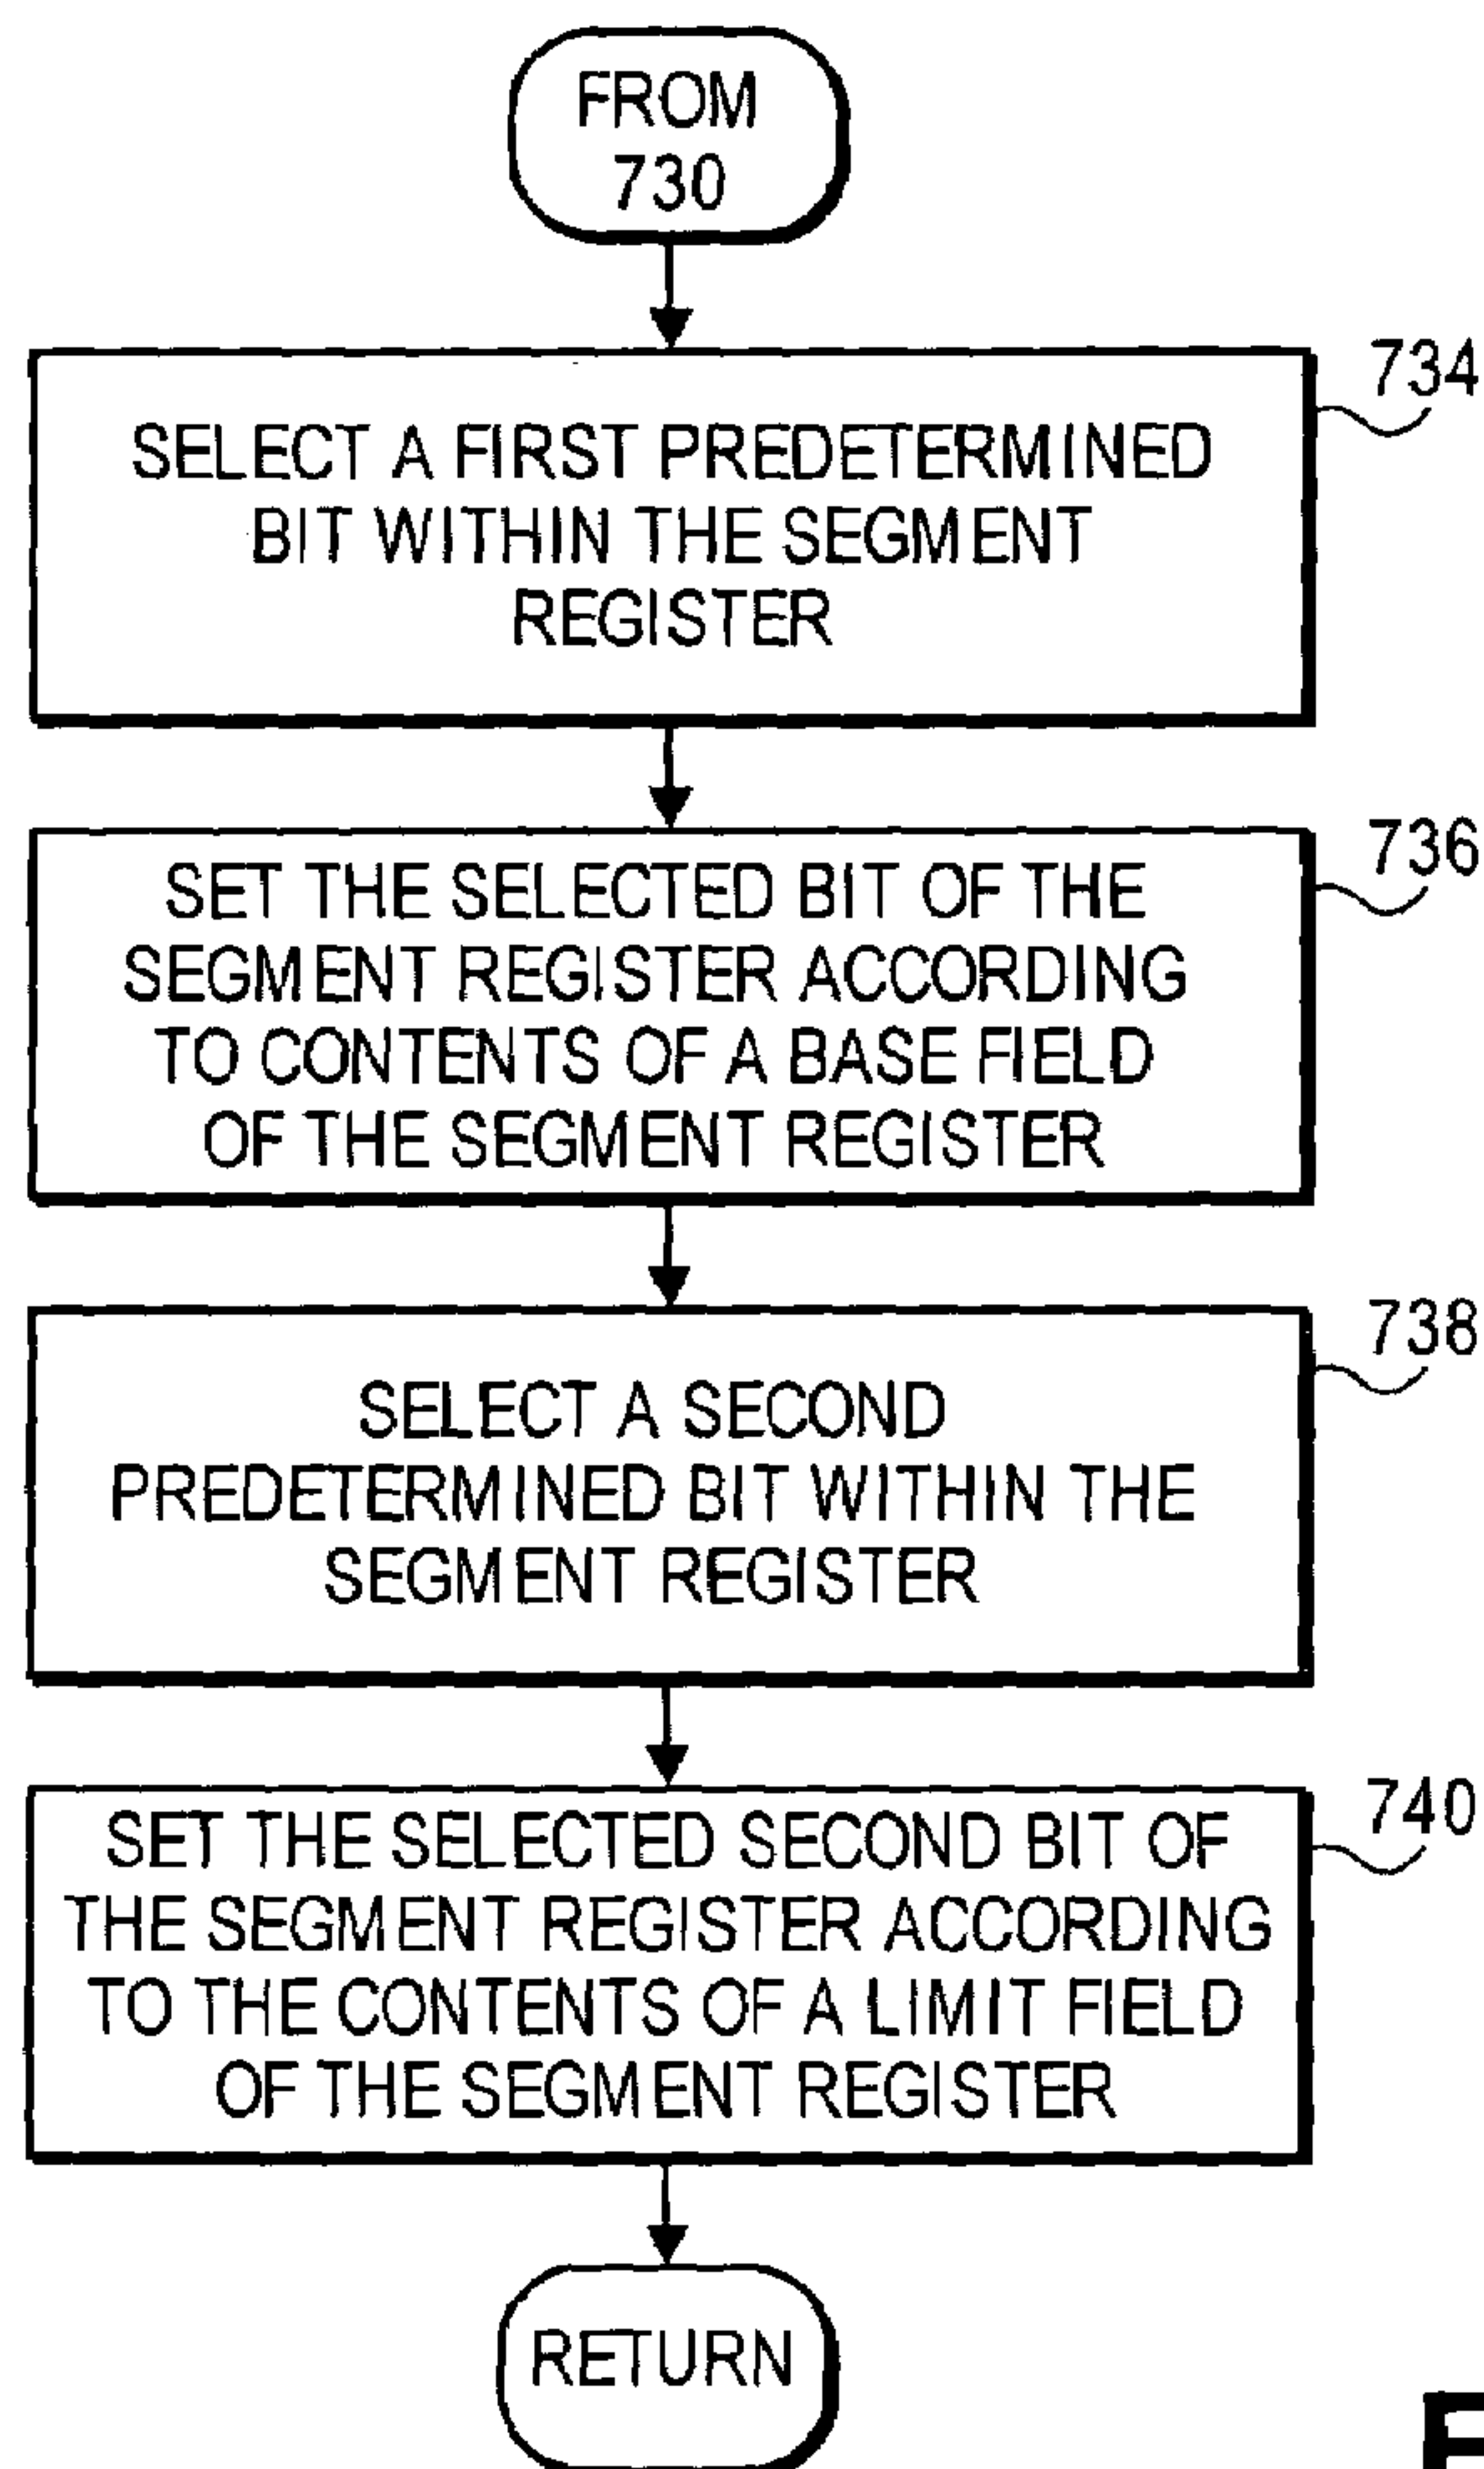 FROM
730
734
SELECT A FIRST PREDETERMINED
BIT WITHIN THE SEGMENT
REGISTER
736
SET THE SELECTED BIT OF THE
SEGMENT REGISTER ACCORDING
TO CONTENTS OF A BASE FIELD
OF THE SEGMENT REGISTER
738
SELECT A SECOND
PREDETERMINED BIT WITHIN THE
SEGMENT REGISTER
740
SET THE SELECTED SECOND BIT OF
THE SEGMENT REGISTER ACCORDING
TO THE CONTENTS OF A LIMIT FIELD
OF THE SEGMENT REGISTER
RETURN